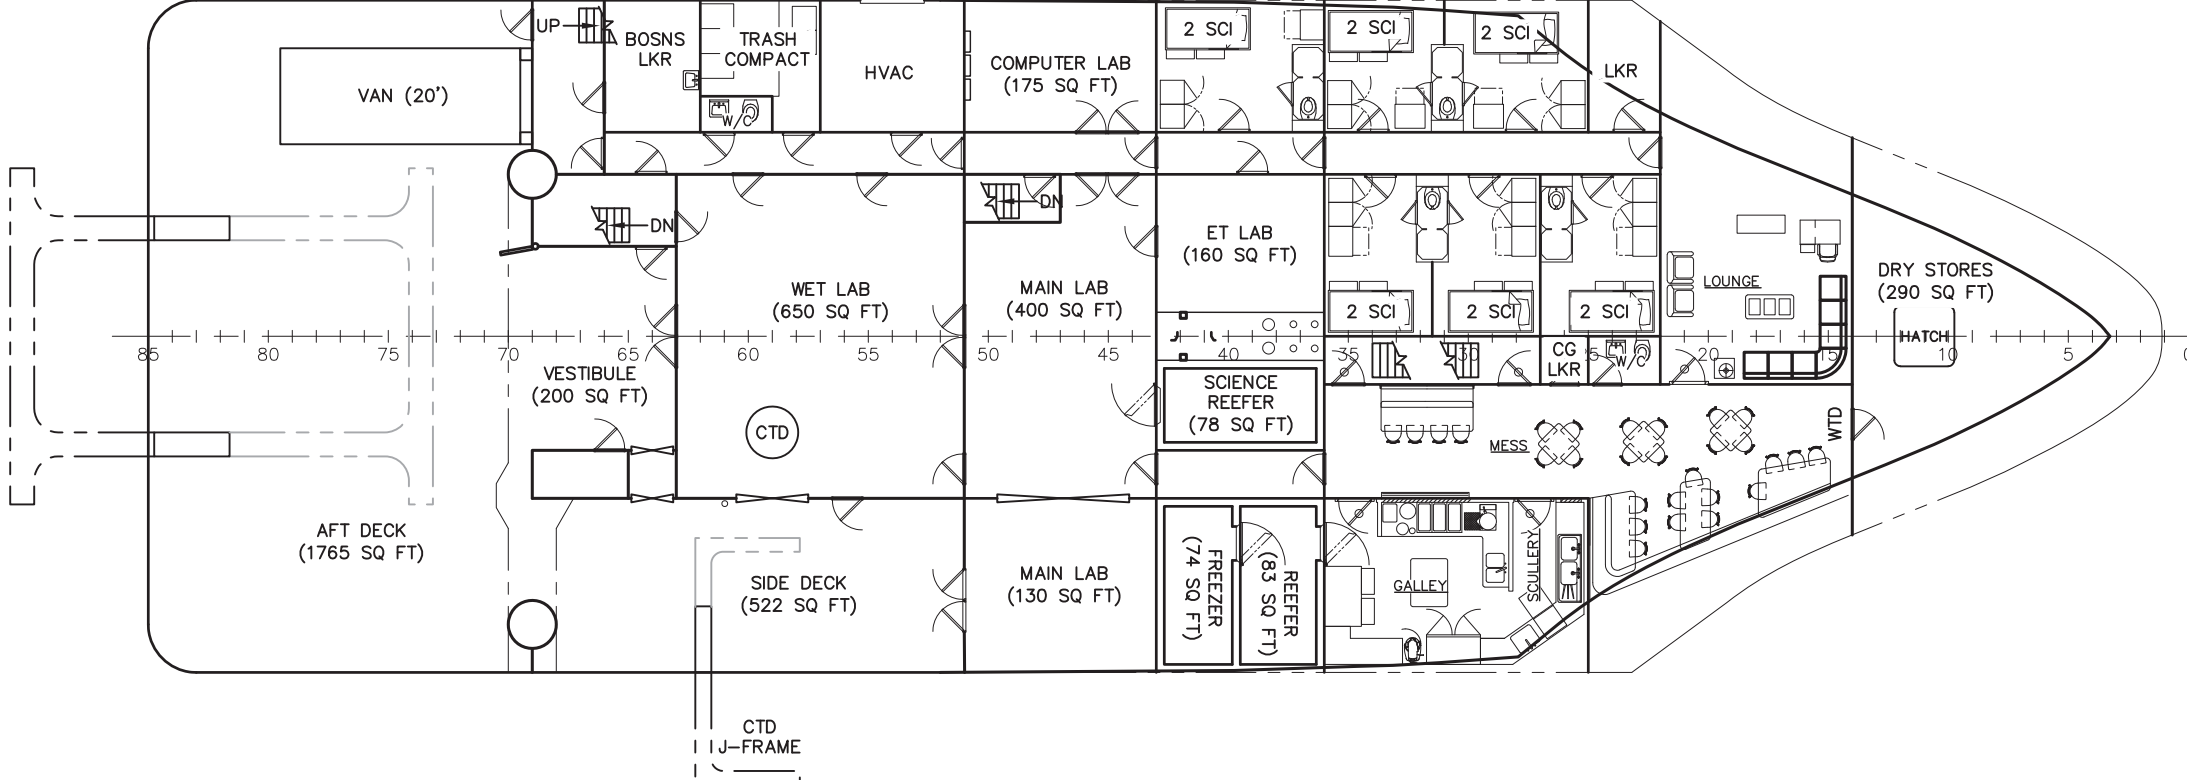 UP
BOSNS
LKR
TRASH
COMPACT
W/C
HVAC
COMPUTER LAB
(175 SQ FT)
2 SCI
2 SCI
2 SCI
LKR
VAN (20')
DN
DN
WET LAB
(650 SQ FT)
MAIN LAB
(400 SQ FT)
ET LAB
(160 SQ FT)
2 SCI
2 SCI
2 SCI
LOUNGE
DRY STORES
(290 SQ FT)
HATCH
85
80
75
70
65
60
55
50
45
40
35
30
25
20
15
10
5
0
CG
LKR
W/C
VESTIBULE
(200 SQ FT)
SCIENCE
REEFER
(78 SQ FT)
CTD
MESS
WTD
AFT DECK
(1765 SQ FT)
SIDE DECK
(522 SQ FT)
MAIN LAB
(130 SQ FT)
FREEZER
(74 SQ FT)
REEFER
(83 SQ FT)
GALLEY
SCULLERY
CTD
J-FRAME